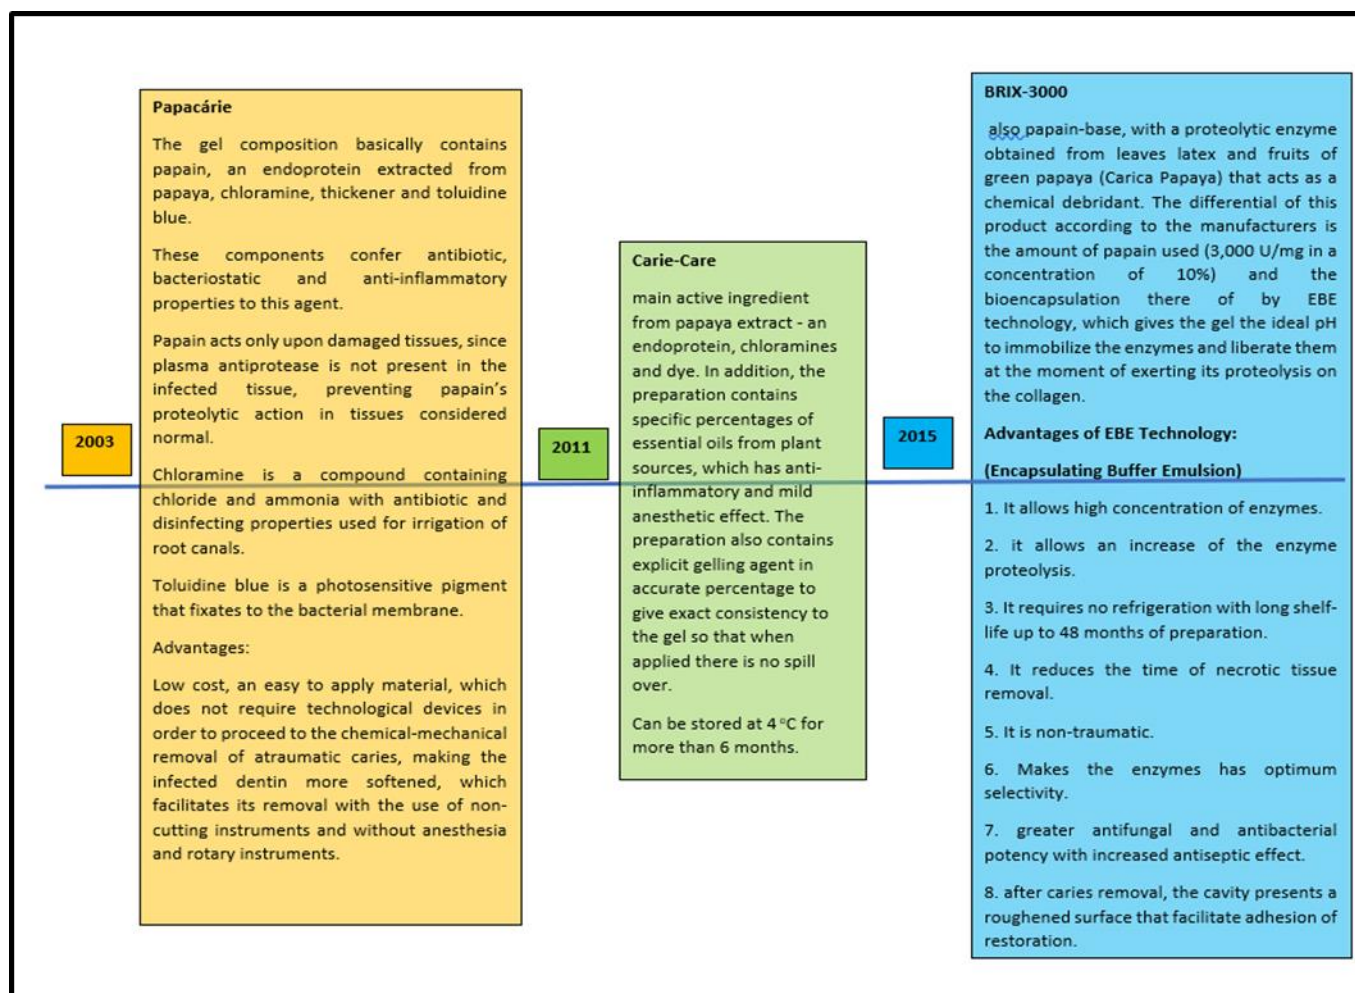 2003
Papacárie
The gel composition basically contains
papain, an endoprotein extracted from
papaya, chloramine, thickener and toluidine
blue.
These components confer antibiotic,
bacteriostatic and anti-inflammatory
properties to this agent.
Papain acts only upon damaged tissues, since
plasma antiprotease is not present in the
infected tissue, preventing papain’s
proteolytic action in tissues considered
normal.
Chloramine is a compound containing
chloride and ammonia with antibiotic and
disinfecting properties used for irrigation of
root canals.
Toluidine blue is a photosensitive pigment
that fixates to the bacterial membrane.
Advantages:
Low cost, an easy to apply material, which
does not require technological devices in
order to proceed to the chemical-mechanical
removal of atraumatic caries, making the
infected dentin more softened, which
facilitates its removal with the use of non-
cutting instruments and without anesthesia
and rotary instruments.
2011
Carie-Care
main active ingredient
from papaya extract - an
endoprotein, chloramines
and dye. In addition, the
preparation contains
specific percentages of
essential oils from plant
sources, which has anti-
inflammatory and mild
anesthetic effect. The
preparation also contains
explicit gelling agent in
accurate percentage to
give exact consistency to
the gel so that when
applied there is no spill
over.
Can be stored at 4 °C for
more than 6 months.
2015
BRIX-3000
also papain-base, with a proteolytic enzyme
obtained from leaves latex and fruits of
green papaya (Carica Papaya) that acts as a
chemical debridant. The differential of this
product according to the manufacturers is
the amount of papain used (3,000 U/mg in a
concentration of 10%) and the
bioencapsulation there of by EBE
technology, which gives the gel the ideal pH
to immobilize the enzymes and liberate them
at the moment of exerting its proteolysis on
the collagen.
Advantages of EBE Technology:
(Encapsulating Buffer Emulsion)
1. It allows high concentration of enzymes.
2. it allows an increase of the enzyme
proteolysis.
3. It requires no refrigeration with long shelf-
life up to 48 months of preparation.
4. It reduces the time of necrotic tissue
removal.
5. It is non-traumatic.
6. Makes the enzymes has optimum
selectivity.
7. greater antifungal and antibacterial
potency with increased antiseptic effect.
8. after caries removal, the cavity presents a
roughened surface that facilitate adhesion of
restoration.